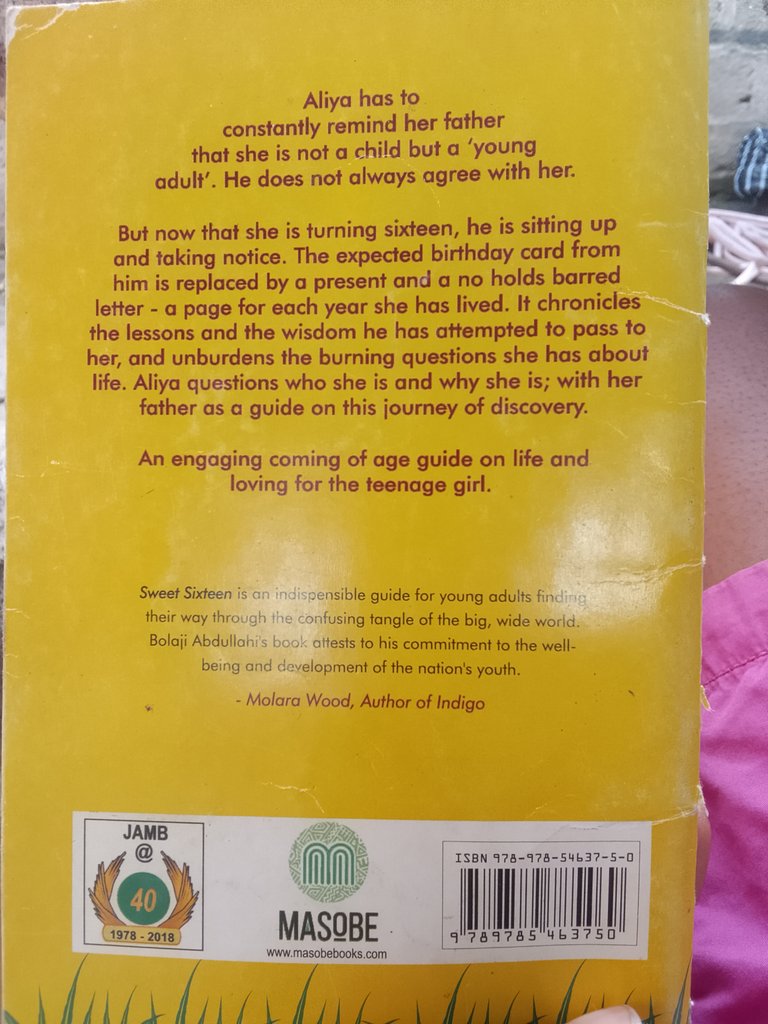 Aliya has to
constantly remind her father
that she is not a child but a 'young
adult'. He does not always agree with her.
But now that she is turning sixteen, he is sitting up
and taking notice. The expected birthday card from
him is replaced by a present and a no holds barred
letter - a page for each year she has lived. It chronicles
the lessons and the wisdom he has attempted to pass to
her, and unburdens the burning questions she has about
life. Aliya questions who she is and why she is; with her
father as a guide on this journey of discovery.
An engaging coming of age guide on life and
loving for the teenage girl.
Sweet Sixteen is an indispensible guide for young adults finding
their way through the confusing tangle of the big, wide world.
Bolaji Abdullahi's book attests to his commitment to the well-
being and development of the nation's youth.
- Molara Wood, Author of Indigo
JAMB
@
40
1978 - 2018
MASOBE
www.masobebooks.com
ISBN 978-978-54637-5-0
9 789785 463750